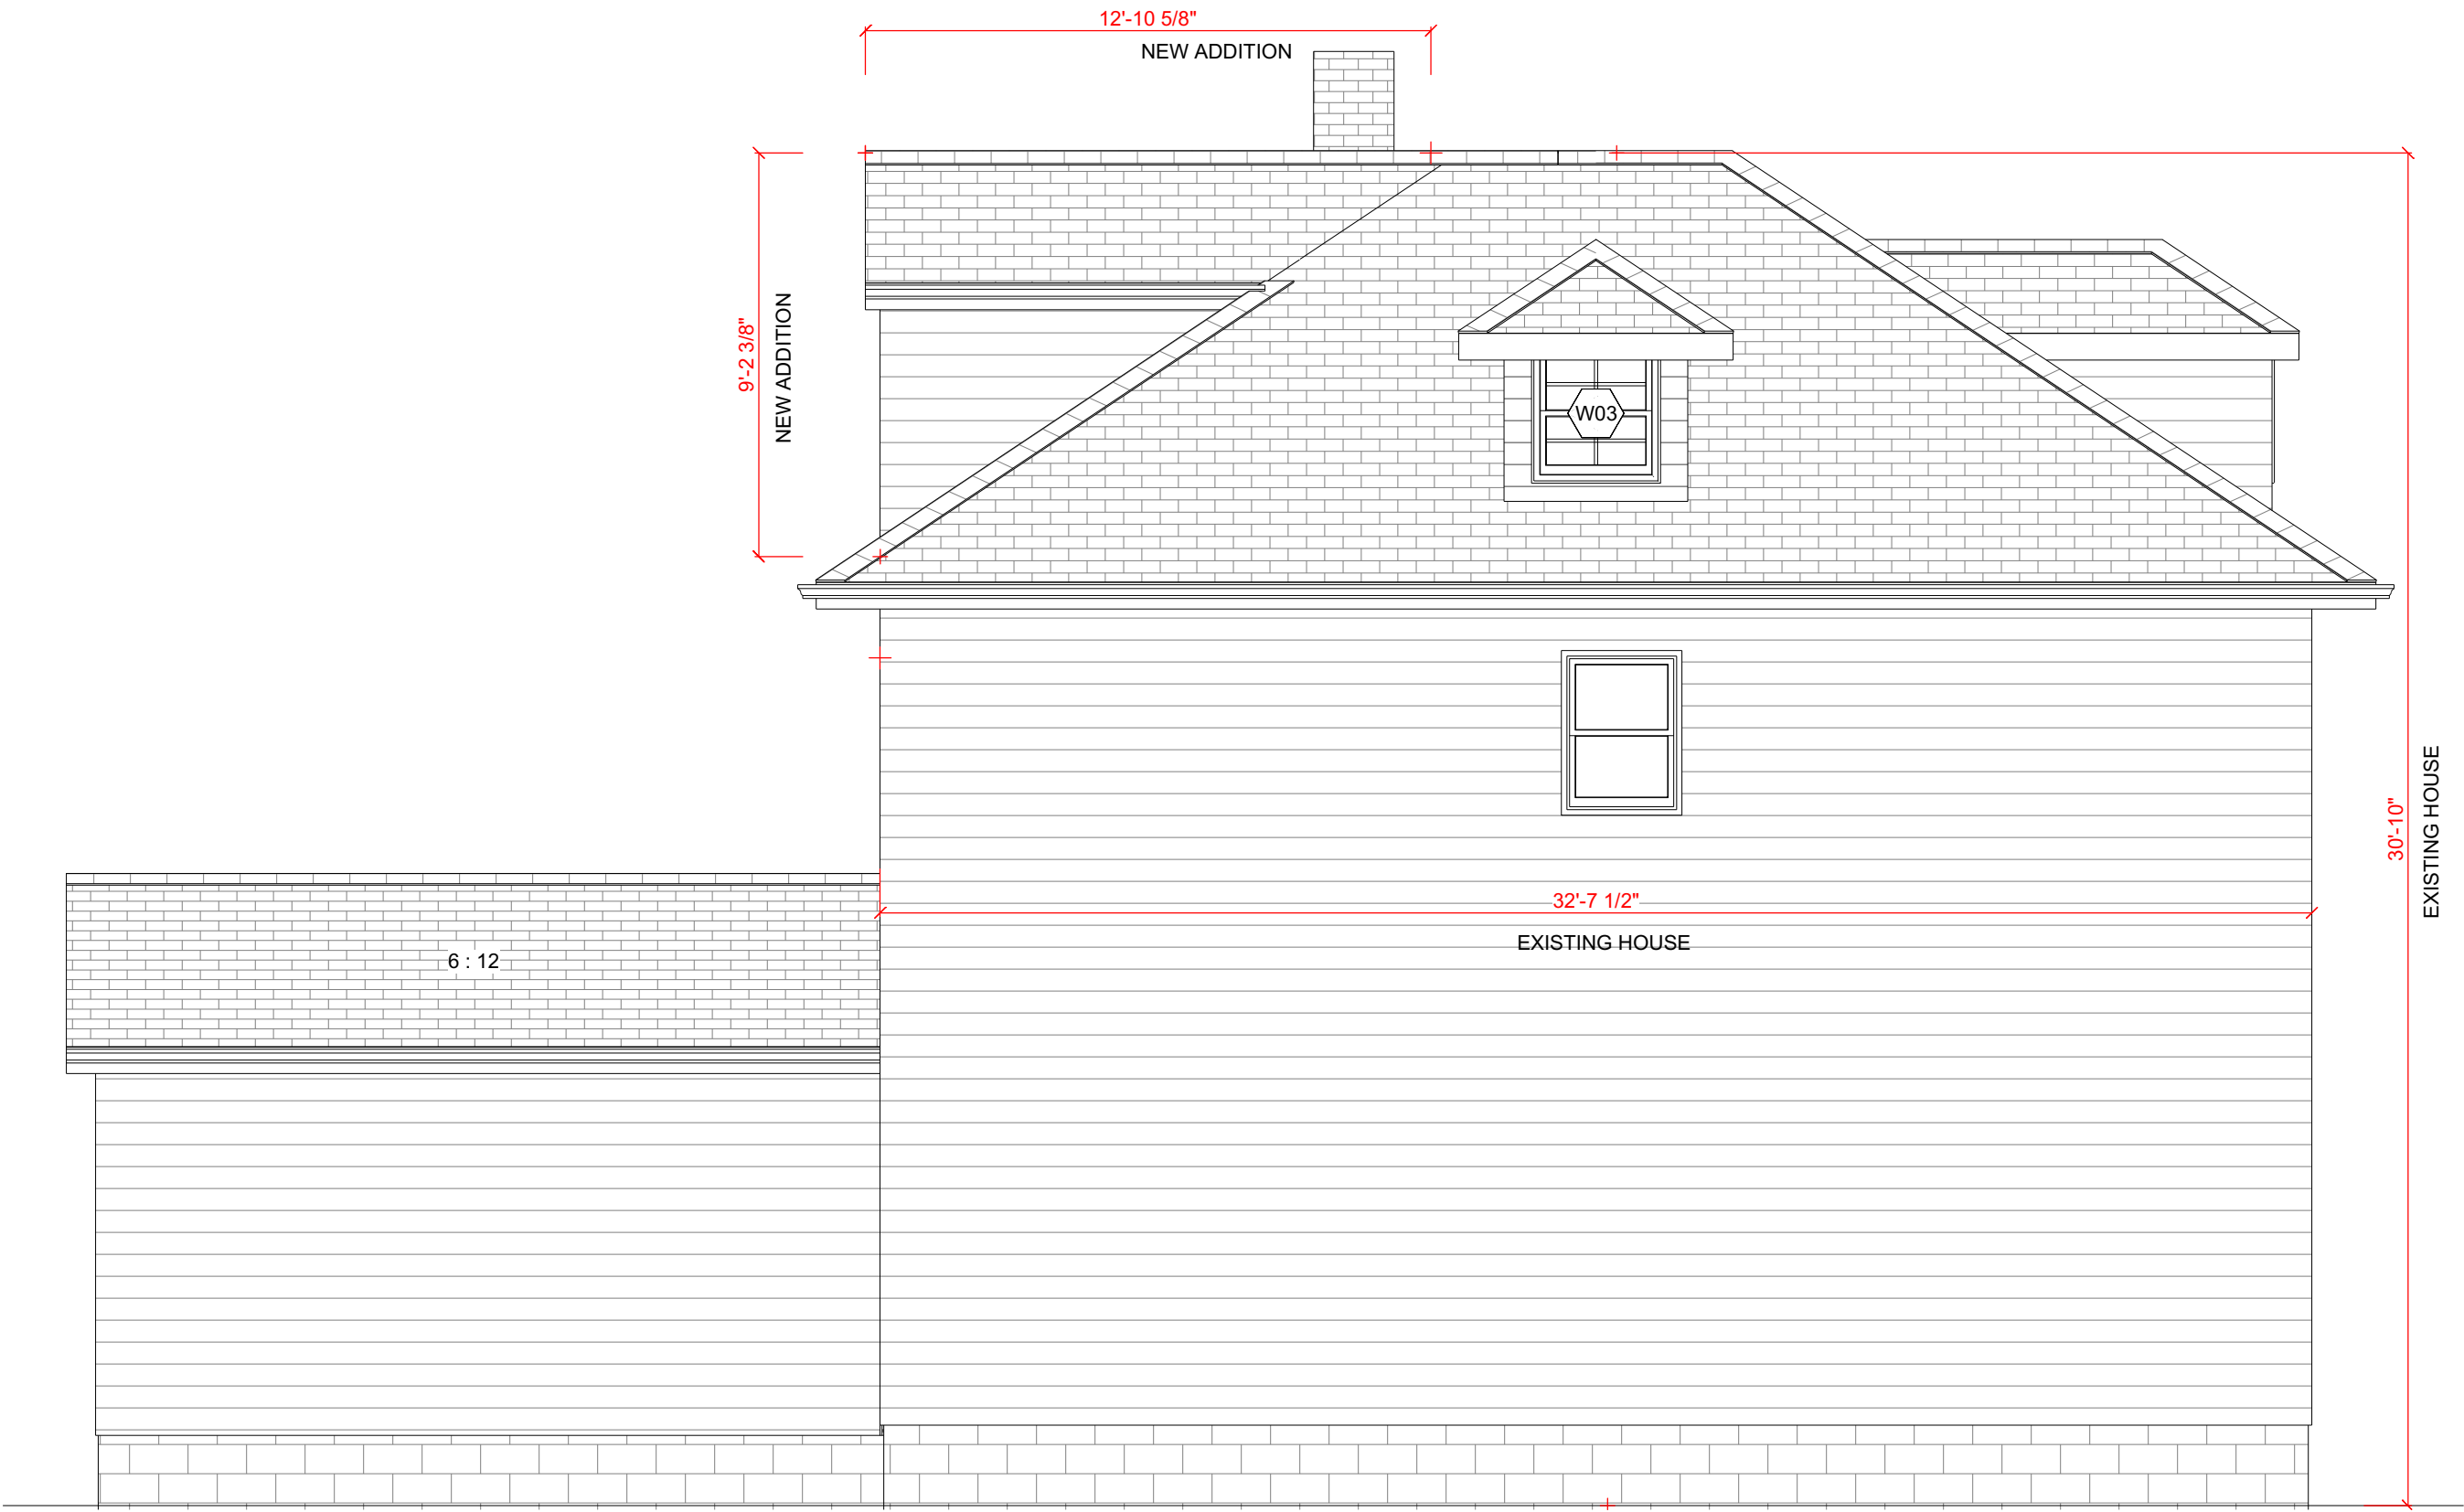 12'-10 5/8"
NEW ADDITION
9'-2 3/8"
NEW ADDITION
W03
30'-10"
EXISTING HOUSE
32'-7 1/2"
EXISTING HOUSE
6 : 12